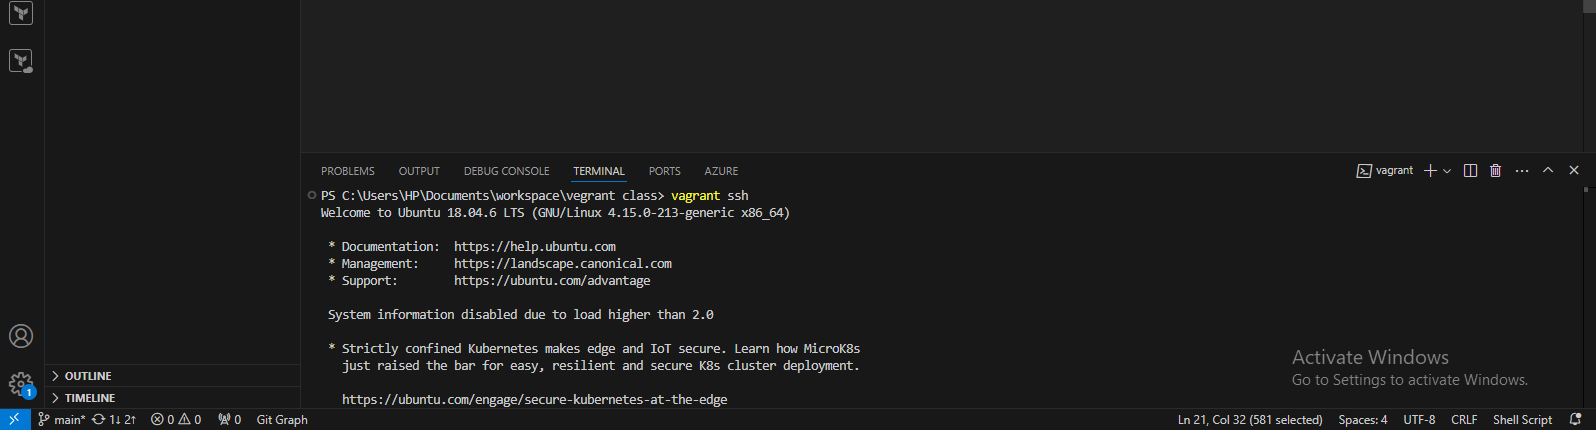 PROBLEMS OUTPUT DEBUG CONSOLE TERMINAL PORTS AZURE vagrant
PS C:\Users\HP\Documents\workspace\vegrant class> vagrant ssh
Welcome to Ubuntu 18.04.6 LTS (GNU/Linux 4.15.0-213-generic x86_64)
* Documentation: https://help.ubuntu.com
* Management: https://landscape.canonical.com
* Support: https://ubuntu.com/advantage
System information disabled due to load higher than 2.0
* Strictly confined Kubernetes makes edge and IoT secure. Learn how MicroK8s
just raised the bar for easy, resilient and secure K8s cluster deployment.
https://ubuntu.com/engage/secure-kubernetes-at-the-edge
Activate Windows
Go to Settings to activate Windows.
1
OUTLINE
TIMELINE
main* 1↓ 2↑ 0 0 0 Git Graph Ln 21, Col 32 (581 selected) Spaces: 4 UTF-8 CRLF Shell Script